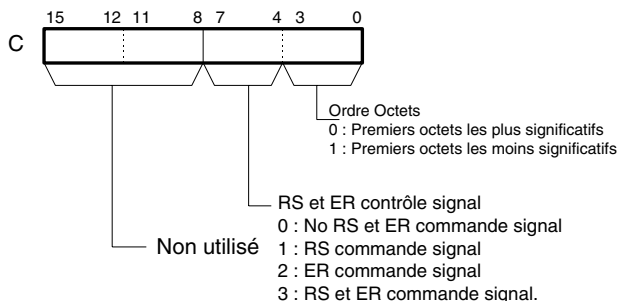 15 12 11 8 7 4 3 0
C
Ordre Octets
0 : Premiers octets les plus significatifs
1 : Premiers octets les moins significatifs
RS et ER contrôle signal
0 : No RS et ER commande signal
Non utilisé
1 : RS commande signal
2 : ER commande signal
3 : RS et ER commande signal.